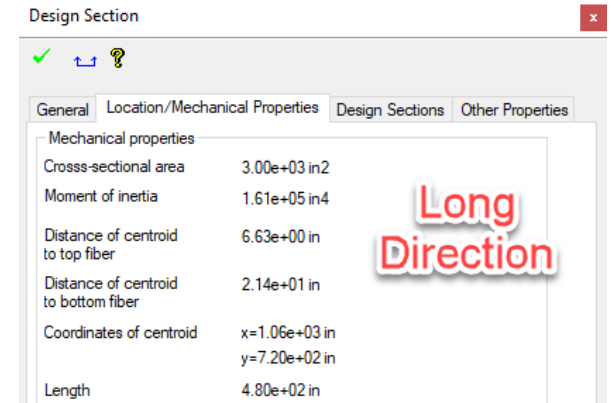 Design Section
x
?
General Location/Mechanical Properties Design Sections Other Properties
Mechanical properties
Crosss-sectional area 3.00e+03 in2
Moment of inertia 1.61e+05 in4
Distance of centroid
to top fiber 6.63e+00 in
Distance of centroid
to bottom fiber 2.14e+01 in
Coordinates of centroid x=1.06e+03 in
y=7.20e+02 in
Length 4.80e+02 in
Long
Direction